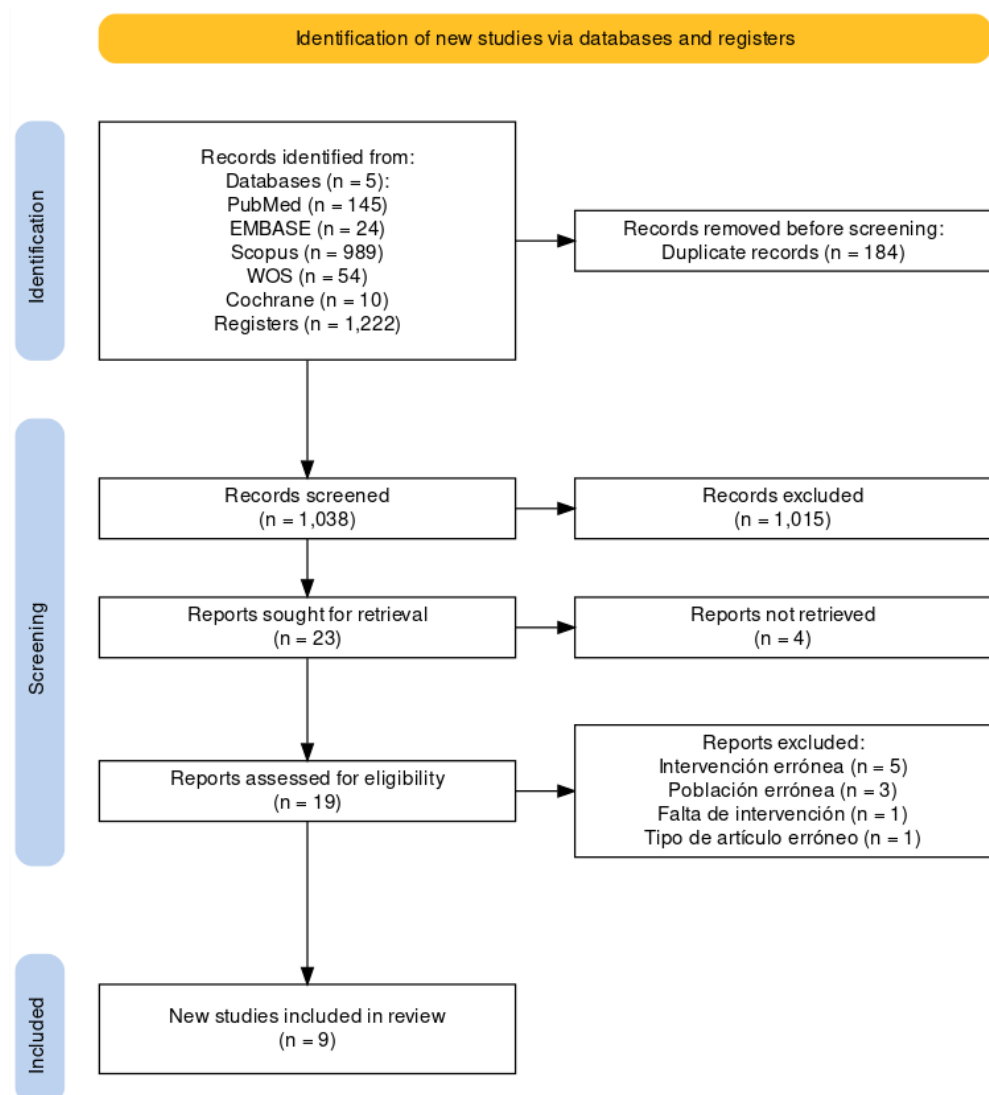 Identification of new studies via databases and registers
Identification
Records identified from:
Databases (n = 5):
PubMed (n = 145)
EMBASE (n = 24)
Scopus (n = 989)
WOS (n = 54)
Cochrane (n = 10)
Registers (n = 1,222)
Records removed before screening:
Duplicate records (n = 184)
Screening
Records screened
(n = 1,038)
Records excluded
(n = 1,015)
Reports sought for retrieval
(n = 23)
Reports not retrieved
(n = 4)
Reports assessed for eligibility
(n = 19)
Reports excluded:
Intervención errónea (n = 5)
Población errónea (n = 3)
Falta de intervención (n = 1)
Tipo de artículo erróneo (n = 1)
Included
New studies included in review
(n = 9)